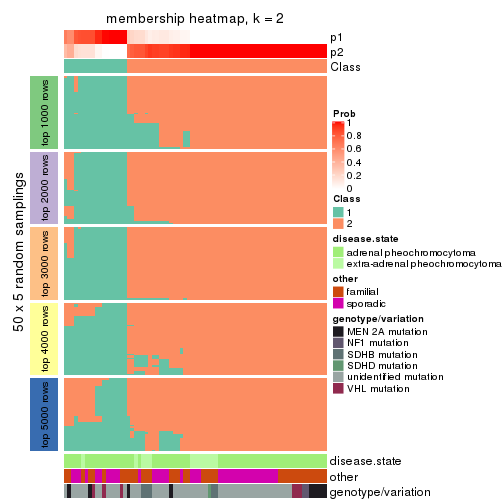 membership heatmap, k = 2
p1
p2
Class
50 x 5 random samplings
top 1000 rows
top 2000 rows
top 3000 rows
top 4000 rows
top 5000 rows
Prob
1
0.8
0.6
0.4
0.2
0
Class
1
2
disease.state
adrenal pheochromocytoma
extra-adrenal pheochromocytoma
other
familial
sporadic
genotype/variation
MEN 2A mutation
NF1 mutation
SDHB mutation
SDHD mutation
unidentified mutation
VHL mutation
disease.state
other
genotype/variation